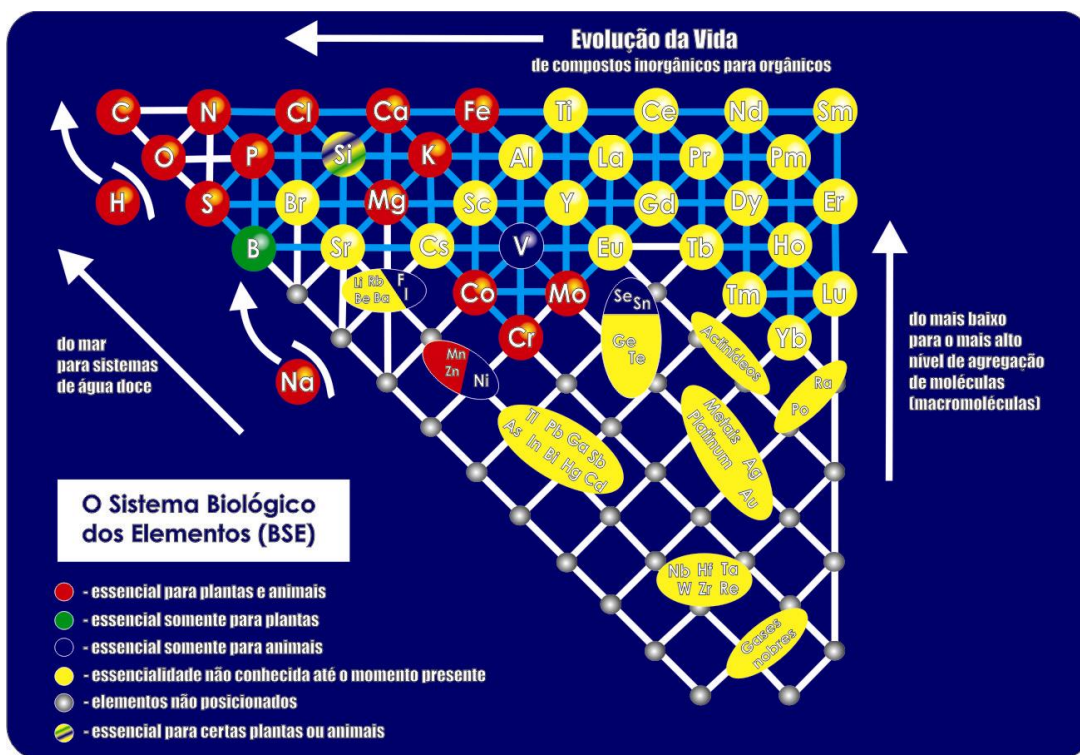 Evolução da Vida
de compostos inorgânicos para orgânicos
C N Cl Ca Fe Ti Ce Nd Sm
O P Si K Al La Pr Pm
H S Br Mg Sc Y Gd Dy Er
B Sr Cs V Eu Tb Ho
Li Rb F
Be Ba I
Co Mo
Se Sn
Tm Lu
Cr
Ge
Te
Actinídeos
Yb
do mar
para sistemas
de água doce
Na
Mn
Zn Ni
do mais baixo
para o mais alto
nível de agregação
de moléculas
(macromoléculas)
Ra
Po
Ti Pb Ga Sb
As In Bi Hg Cd
Metais
Platinum
Ag
Au
O Sistema Biológico
dos Elementos (BSE)
Nb Hf Ta
W Zr Re
Gases
nobres
- essencial para plantas e animais
- essencial somente para plantas
- essencial somente para animais
- essencialidade não conhecida até o momento presente
- elementos não posicionados
- essencial para certas plantas ou animais